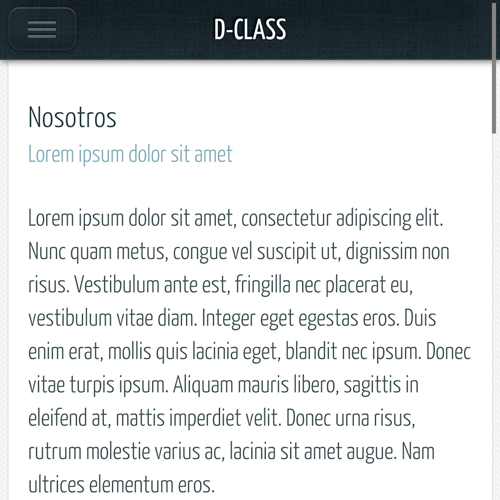 D-CLASS
Nosotros
Lorem ipsum dolor sit amet
Lorem ipsum dolor sit amet, consectetur adipiscing elit.
Nunc quam metus, congue vel suscipit ut, dignissim non
risus. Vestibulum ante est, fringilla nec placerat eu,
vestibulum vitae diam. Integer eget egestas eros. Duis
enim erat, mollis quis lacinia eget, blandit nec ipsum. Donec
vitae turpis ipsum. Aliquam mauris libero, sagittis in
eleifend at, mattis imperdiet velit. Donec urna risus,
rutrum molestie varius ac, lacinia sit amet augue. Nam
ultrices elementum eros.